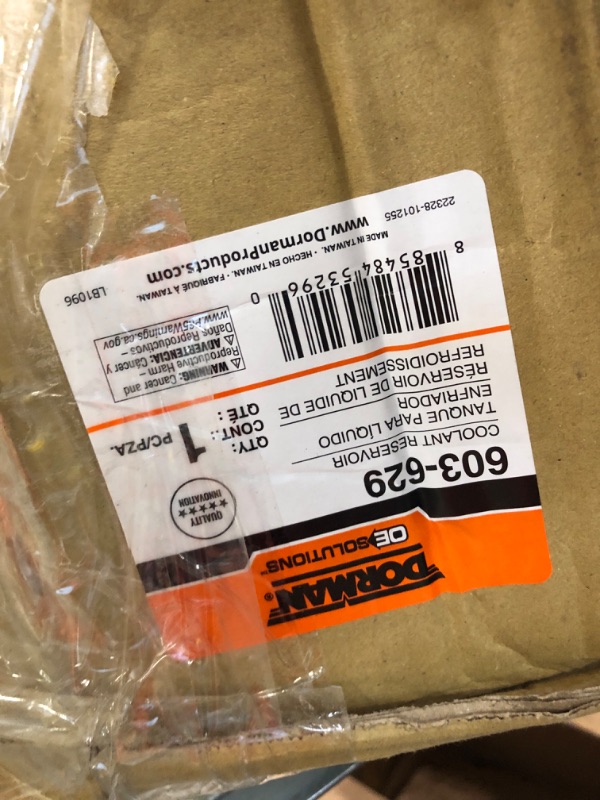 DORMAN®
OE SOLUTIONS™
603-629
COOLANT RESERVOIR
TANQUE PARA LÍQUIDO
ENFRIADOR
RÉSERVOIR DE LIQUIDE DE
REFROIDISSEMENT
QUALITY
★★★★★
INNOVATION
QTY:
CONT.:
QTÉ :
1 PC/PZA.
⚠ WARNING: Cancer and
Reproductive Harm -
⚠ ADVERTENCIA: Cáncer y
Daños Reproductivos -
www.P65Warnings.ca.gov
8 85484 53296 0
MADE IN TAIWAN. • HECHO EN TAIWAN. • FABRIQUÉ À TAIWAN.
www.DormanProducts.com
22328-101255
LB1096